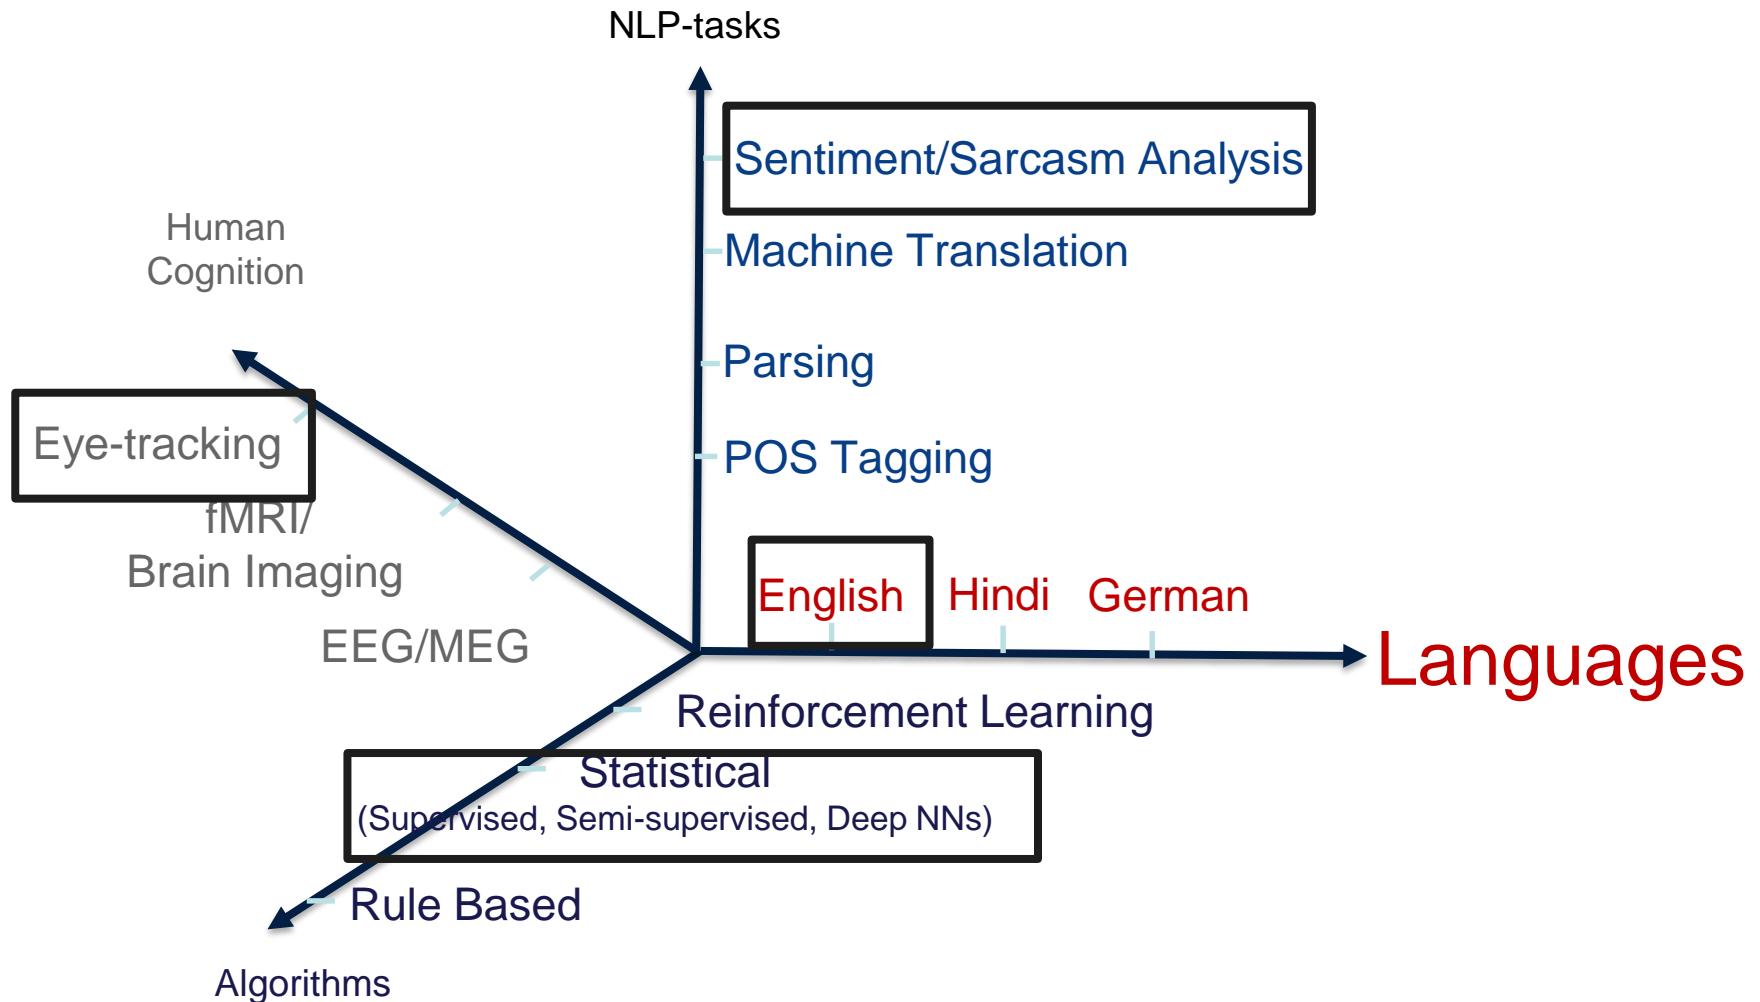 NLP-tasks
Sentiment/Sarcasm Analysis
Machine Translation
Parsing
POS Tagging
Human
Cognition
Eye-tracking
fMRI/
Brain Imaging
EEG/MEG
English Hindi German
Languages
Reinforcement Learning
Statistical
(Supervised, Semi-supervised, Deep NNs)
Rule Based
Algorithms